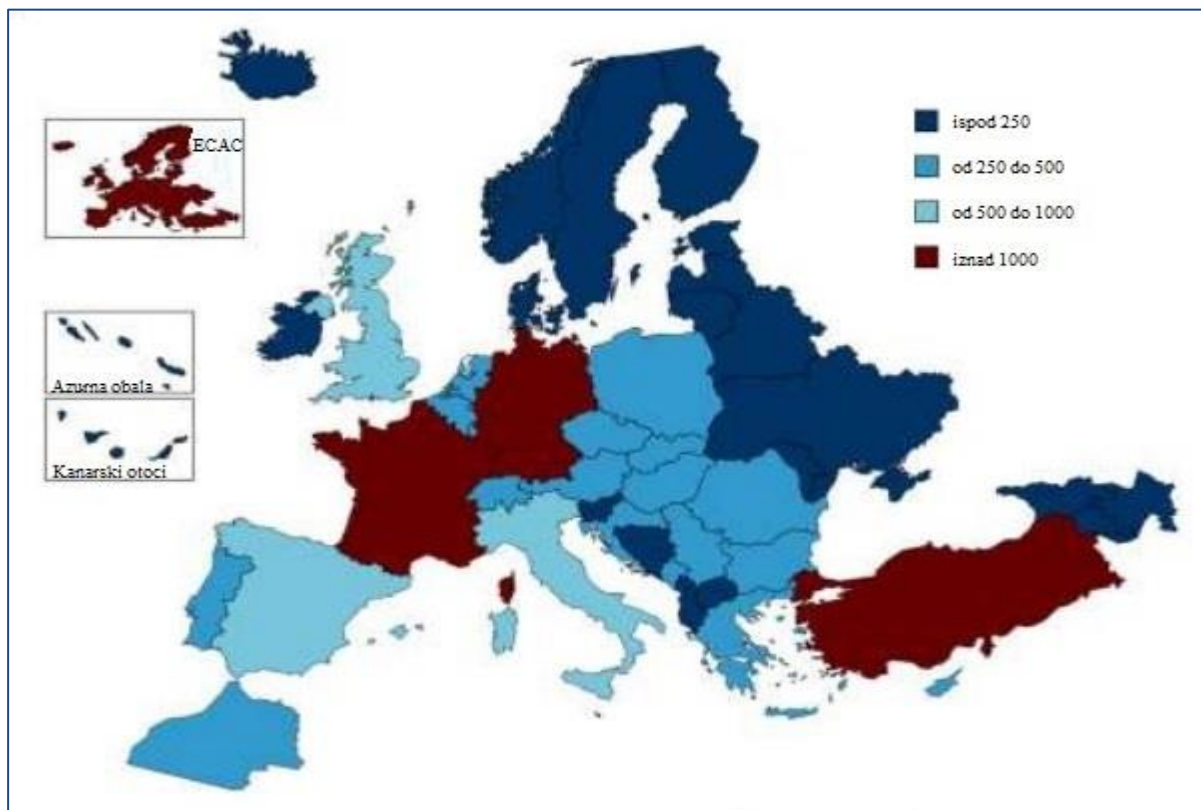 ECAC
ispod 250
od 250 do 500
od 500 do 1000
iznad 1000
Azurna obala
Kanarski otoci